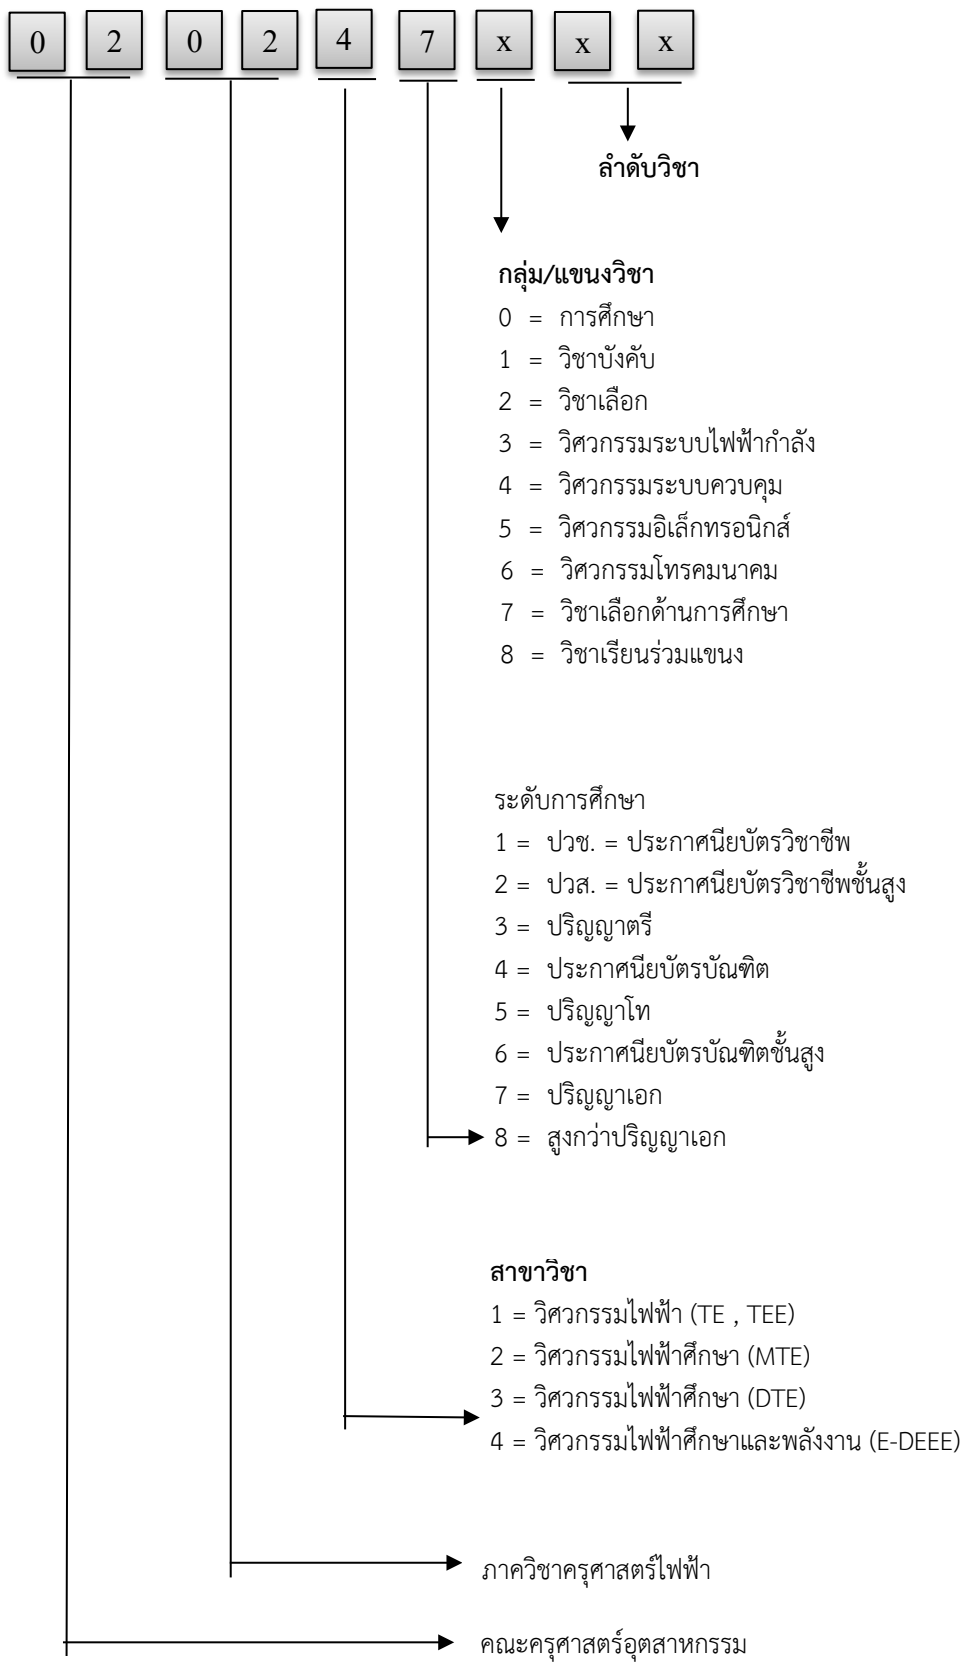 0 2 0 2 4 7 x x x
ลำดับวิชา
กลุ่ม/แขนงวิชา
0 = การศึกษา
1 = วิชาบังคับ
2 = วิชาเลือก
3 = วิศวกรรมระบบไฟฟ้ากำลัง
4 = วิศวกรรมระบบควบคุม
5 = วิศวกรรมอิเล็กทรอนิกส์
6 = วิศวกรรมโทรคมนาคม
7 = วิชาเลือกด้านการศึกษา
8 = วิชาเรียนร่วมแขนง
ระดับการศึกษา
1 = ปวช. = ประกาศนียบัตรวิชาชีพ
2 = ปวส. = ประกาศนียบัตรวิชาชีพชั้นสูง
3 = ปริญญาตรี
4 = ประกาศนียบัตรบัณฑิต
5 = ปริญญาโท
6 = ประกาศนียบัตรบัณฑิตชั้นสูง
7 = ปริญญาเอก
8 = สูงกว่าปริญญาเอก
สาขาวิชา
1 = วิศวกรรมไฟฟ้า (TE , TEE)
2 = วิศวกรรมไฟฟ้าศึกษา (MTE)
3 = วิศวกรรมไฟฟ้าศึกษา (DTE)
4 = วิศวกรรมไฟฟ้าศึกษาและพลังงาน (E-DEEE)
ภาควิชาครุศาสตร์ไฟฟ้า
คณะครุศาสตร์อุตสาหกรรม